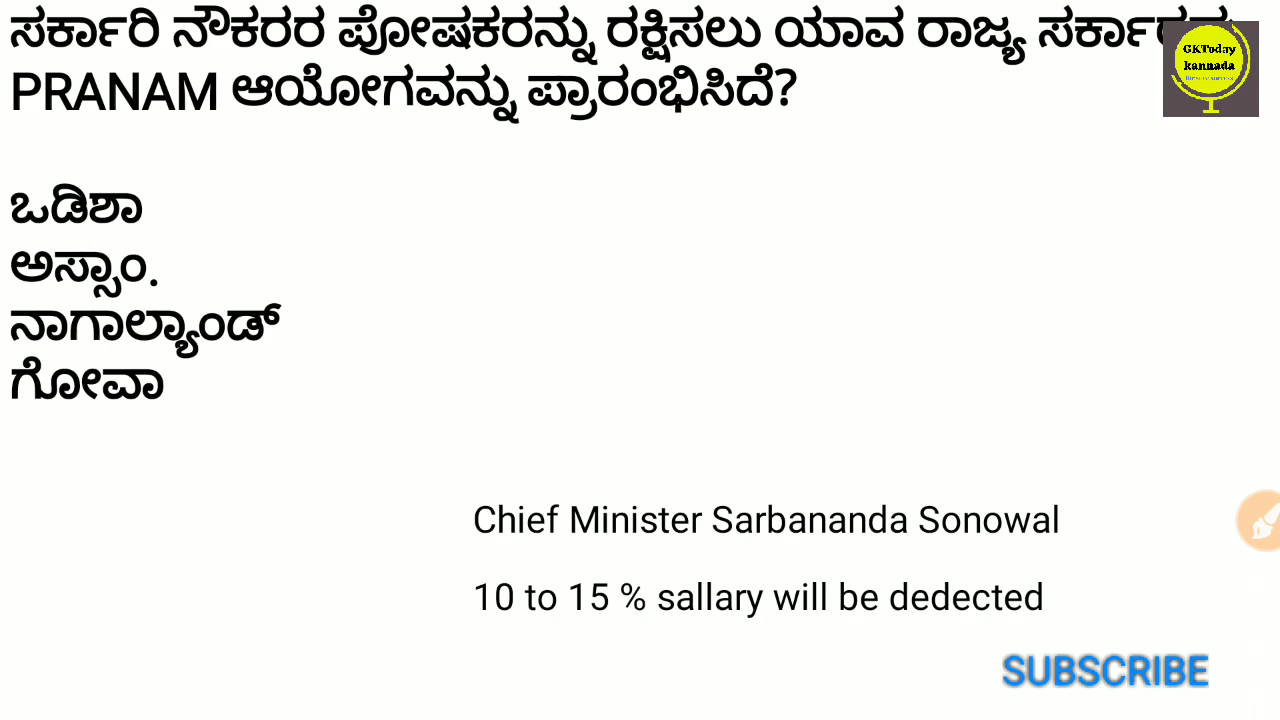 ಸರ್ಕಾರಿ ನೌಕರರ ಪೋಷಕರನ್ನು ರಕ್ಷಿಸಲು ಯಾವ ರಾಜ್ಯ
PRANAM ಆಯೋಗವನ್ನು ಪ್ರಾರಂಭಿಸಿದೆ?
GKToday
kannada
ಒಡಿಶಾ
ಅಸ್ಸಾಂ.
ನಾಗಾಲ್ಯಾಂಡ್
ಗೋವಾ
Chief Minister Sarbananda Sonowal
10 to 15 % sallary will be dedected
SUBSCRIBE